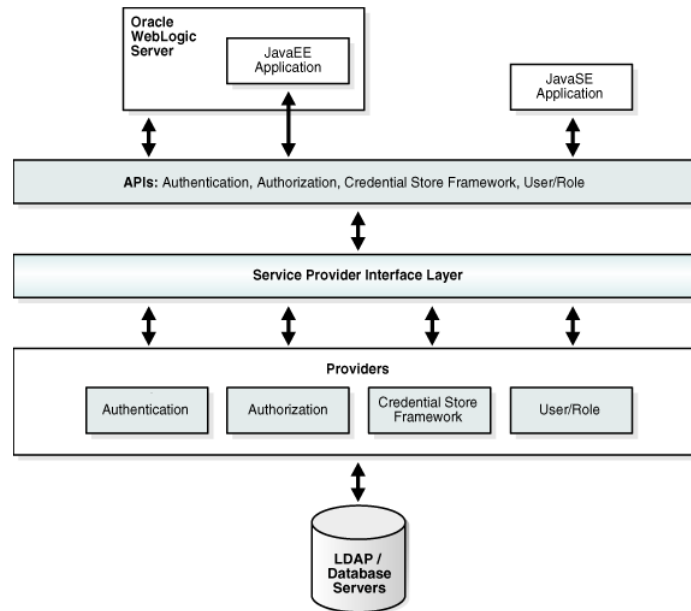 Oracle
WebLogic
Server
JavaEE
Application
JavaSE
Application
APIs: Authentication, Authorization, Credential Store Framework, User/Role
Service Provider Interface Layer
Providers
Authentication
Authorization
Credential Store
Framework
User/Role
LDAP /
Database
Servers